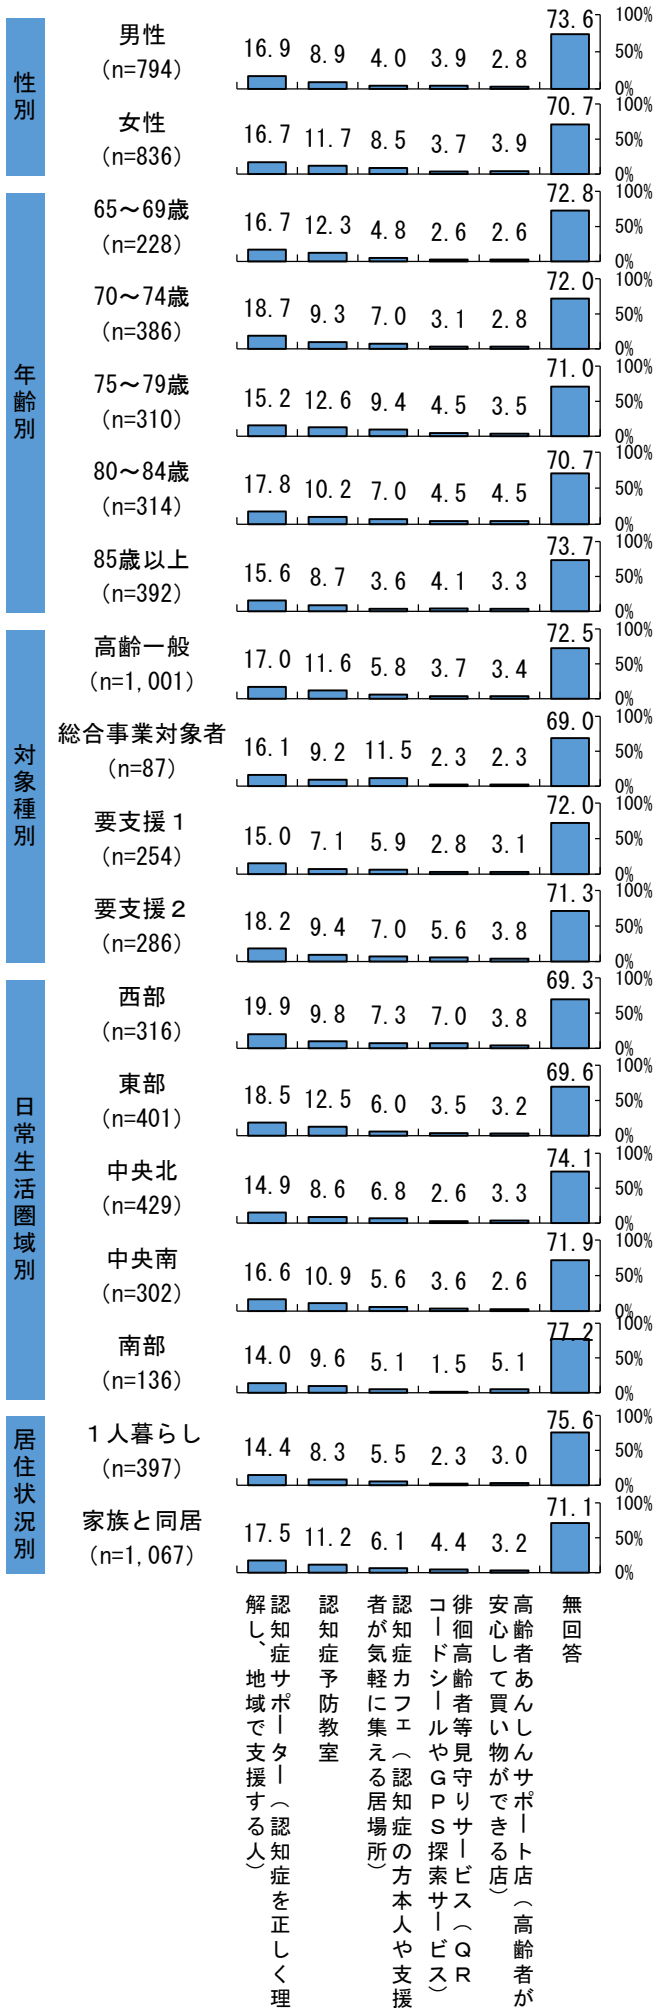 性別
男性
（n=794）
16.9 8.9 4.0 3.9 2.8 73.6
100%
50%
0%
女性
（n=836）
16.7 11.7 8.5 3.7 3.9 70.7
100%
50%
0%
年齢別
65～69歳
（n=228）
16.7 12.3 4.8 2.6 2.6 72.8
100%
50%
0%
70～74歳
（n=386）
18.7 9.3 7.0 3.1 2.8 72.0
100%
50%
0%
75～79歳
（n=310）
15.2 12.6 9.4 4.5 3.5 71.0
100%
50%
0%
80～84歳
（n=314）
17.8 10.2 7.0 4.5 4.5 70.7
100%
50%
0%
85歳以上
（n=392）
15.6 8.7 3.6 4.1 3.3 73.7
100%
50%
0%
対象種別
高齢一般
（n=1,001）
17.0 11.6 5.8 3.7 3.4 72.5
100%
50%
0%
総合事業対象者
（n=87）
16.1 9.2 11.5 2.3 2.3 69.0
100%
50%
0%
要支援１
（n=254）
15.0 7.1 5.9 2.8 3.1 72.0
100%
50%
0%
要支援２
（n=286）
18.2 9.4 7.0 5.6 3.8 71.3
100%
50%
0%
日常生活圏域別
西部
（n=316）
19.9 9.8 7.3 7.0 3.8 69.3
100%
50%
0%
東部
（n=401）
18.5 12.5 6.0 3.5 3.2 69.6
100%
50%
0%
中央北
（n=429）
14.9 8.6 6.8 2.6 3.3 74.1
100%
50%
0%
中央南
（n=302）
16.6 10.9 5.6 3.6 2.6 71.9
100%
50%
0%
南部
（n=136）
14.0 9.6 5.1 1.5 5.1 77.2
100%
50%
0%
居住状況別
１人暮らし
（n=397）
14.4 8.3 5.5 2.3 3.0 75.6
100%
50%
0%
家族と同居
（n=1,067）
17.5 11.2 6.1 4.4 3.2 71.1
100%
50%
0%
認知症サポーター（認知症を正しく理
解し、地域で支援する人）
認知症予防教室
認知症カフェ（認知症の方本人や支援
者が気軽に集える居場所）
徘徊高齢者等見守りサービス（ＱＲ
コードシールやＧＰＳ探索サービス）
高齢者あんしんサポート店（高齢者が
安心して買い物ができる店）
無回答